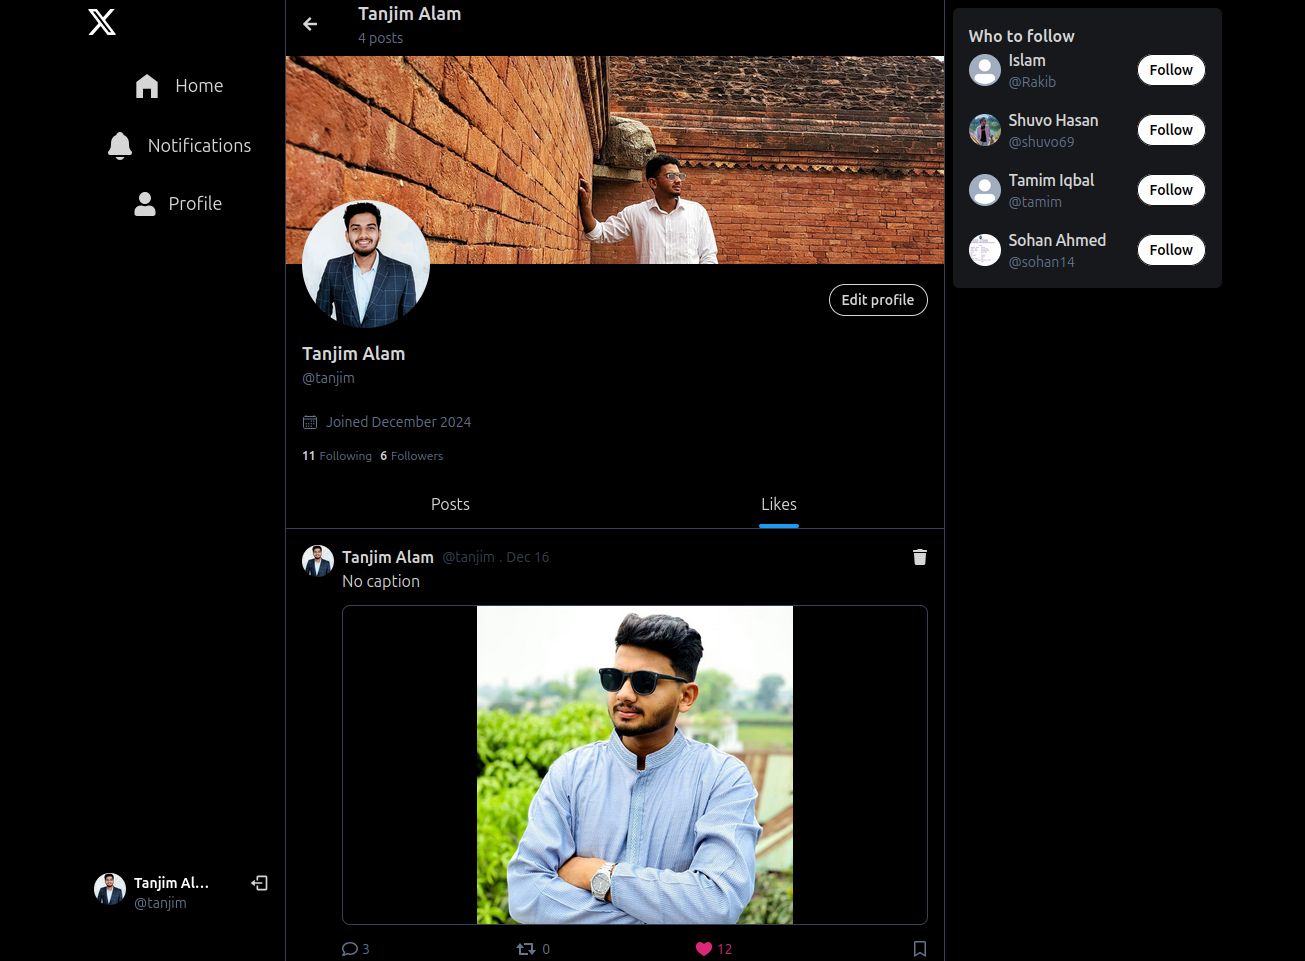 Home
Notifications
Profile
Tanjim Al...
@tanjim
Tanjim Alam
4 posts
Edit profile
Tanjim Alam
@tanjim
Joined December 2024
11 Following 6 Followers
Posts Likes
Tanjim Alam @tanjim . Dec 16
No caption
3 0 12
Who to follow
Islam
@Rakib
Follow
Shuvo Hasan
@shuvo69
Follow
Tamim Iqbal
@tamim
Follow
Sohan Ahmed
@sohan14
Follow